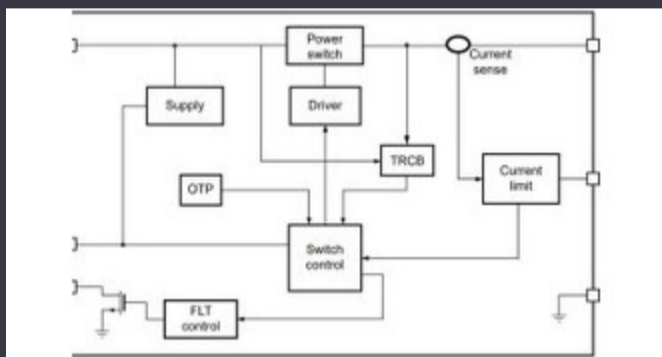 Power
switch
Current
sense
Supply
Driver
TRCB
Current
limit
OTP
Switch
control
FLT
control